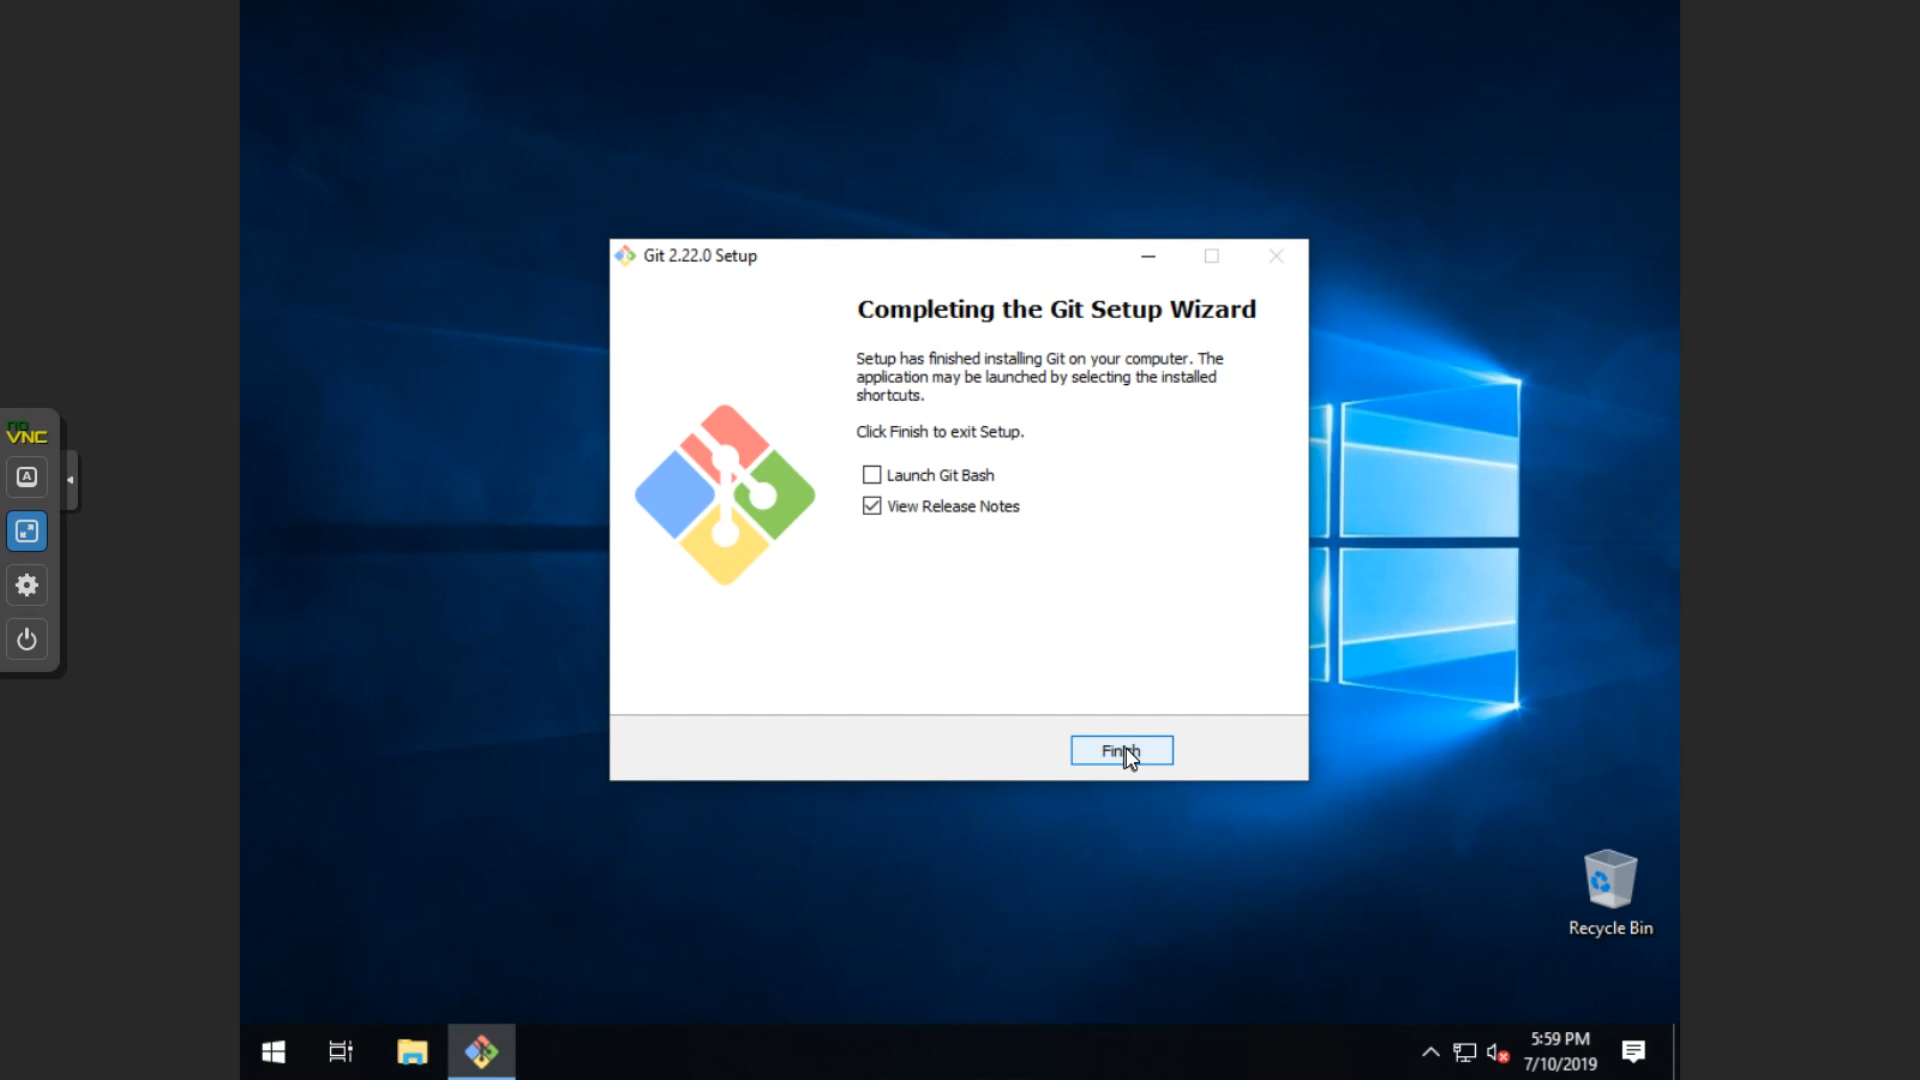 Git 2.22.0 Setup
Completing the Git Setup Wizard
Setup has finished installing Git on your computer. The
application may be launched by selecting the installed
shortcuts.
Click Finish to exit Setup.
Launch Git Bash
View Release Notes
Finish
no
VNC
A
Recycle Bin
5:59 PM
7/10/2019